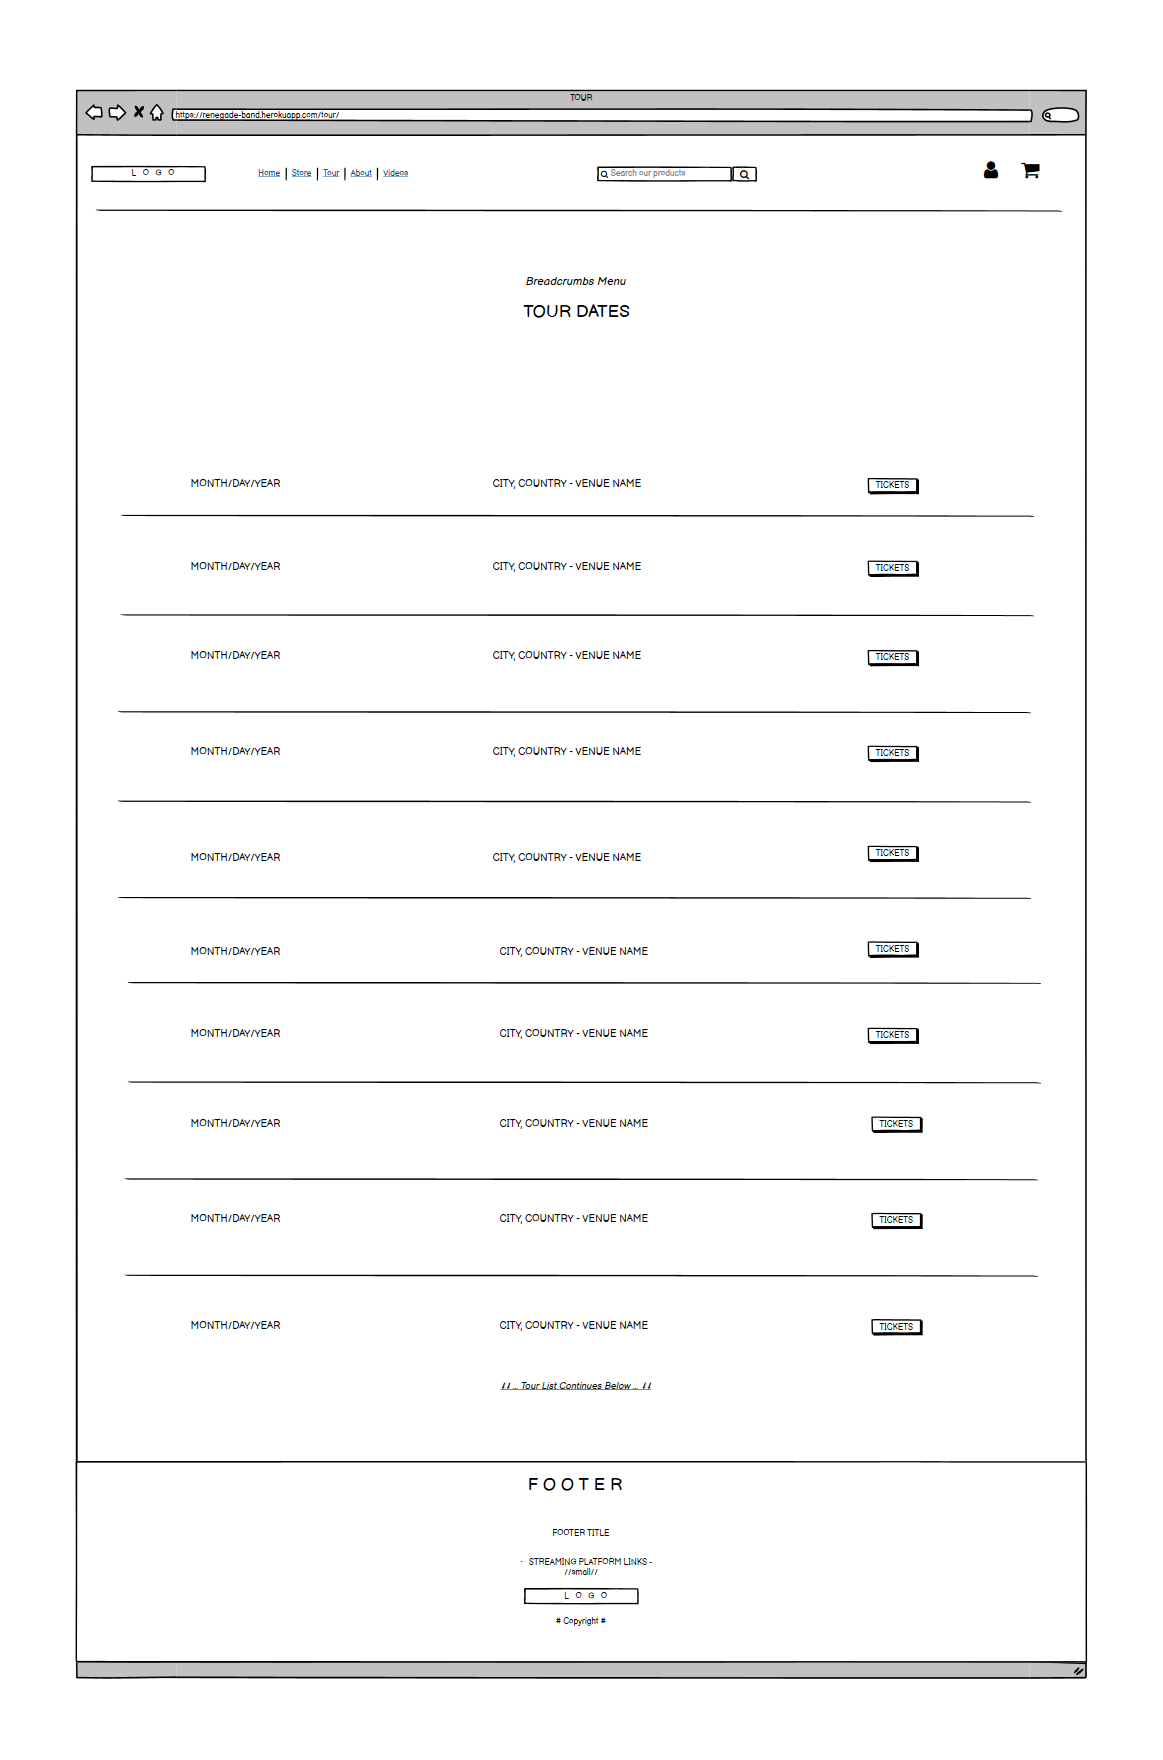 TOUR
https://renegade-band.herokuapp.com/tour/
LOGO Home | Store | Tour | About | Videos Search our products
Breadcrumbs Menu
TOUR DATES
MONTH/DAY/YEAR CITY, COUNTRY - VENUE NAME TICKETS
MONTH/DAY/YEAR CITY, COUNTRY - VENUE NAME TICKETS
MONTH/DAY/YEAR CITY, COUNTRY - VENUE NAME TICKETS
MONTH/DAY/YEAR CITY, COUNTRY - VENUE NAME TICKETS
MONTH/DAY/YEAR CITY, COUNTRY - VENUE NAME TICKETS
MONTH/DAY/YEAR CITY, COUNTRY - VENUE NAME TICKETS
MONTH/DAY/YEAR CITY, COUNTRY - VENUE NAME TICKETS
MONTH/DAY/YEAR CITY, COUNTRY - VENUE NAME TICKETS
MONTH/DAY/YEAR CITY, COUNTRY - VENUE NAME TICKETS
MONTH/DAY/YEAR CITY, COUNTRY - VENUE NAME TICKETS
// ... Tour List Continues Below ... //
FOOTER
FOOTER TITLE
- STREAMING PLATFORM LINKS -
//small//
LOGO
# Copyright #